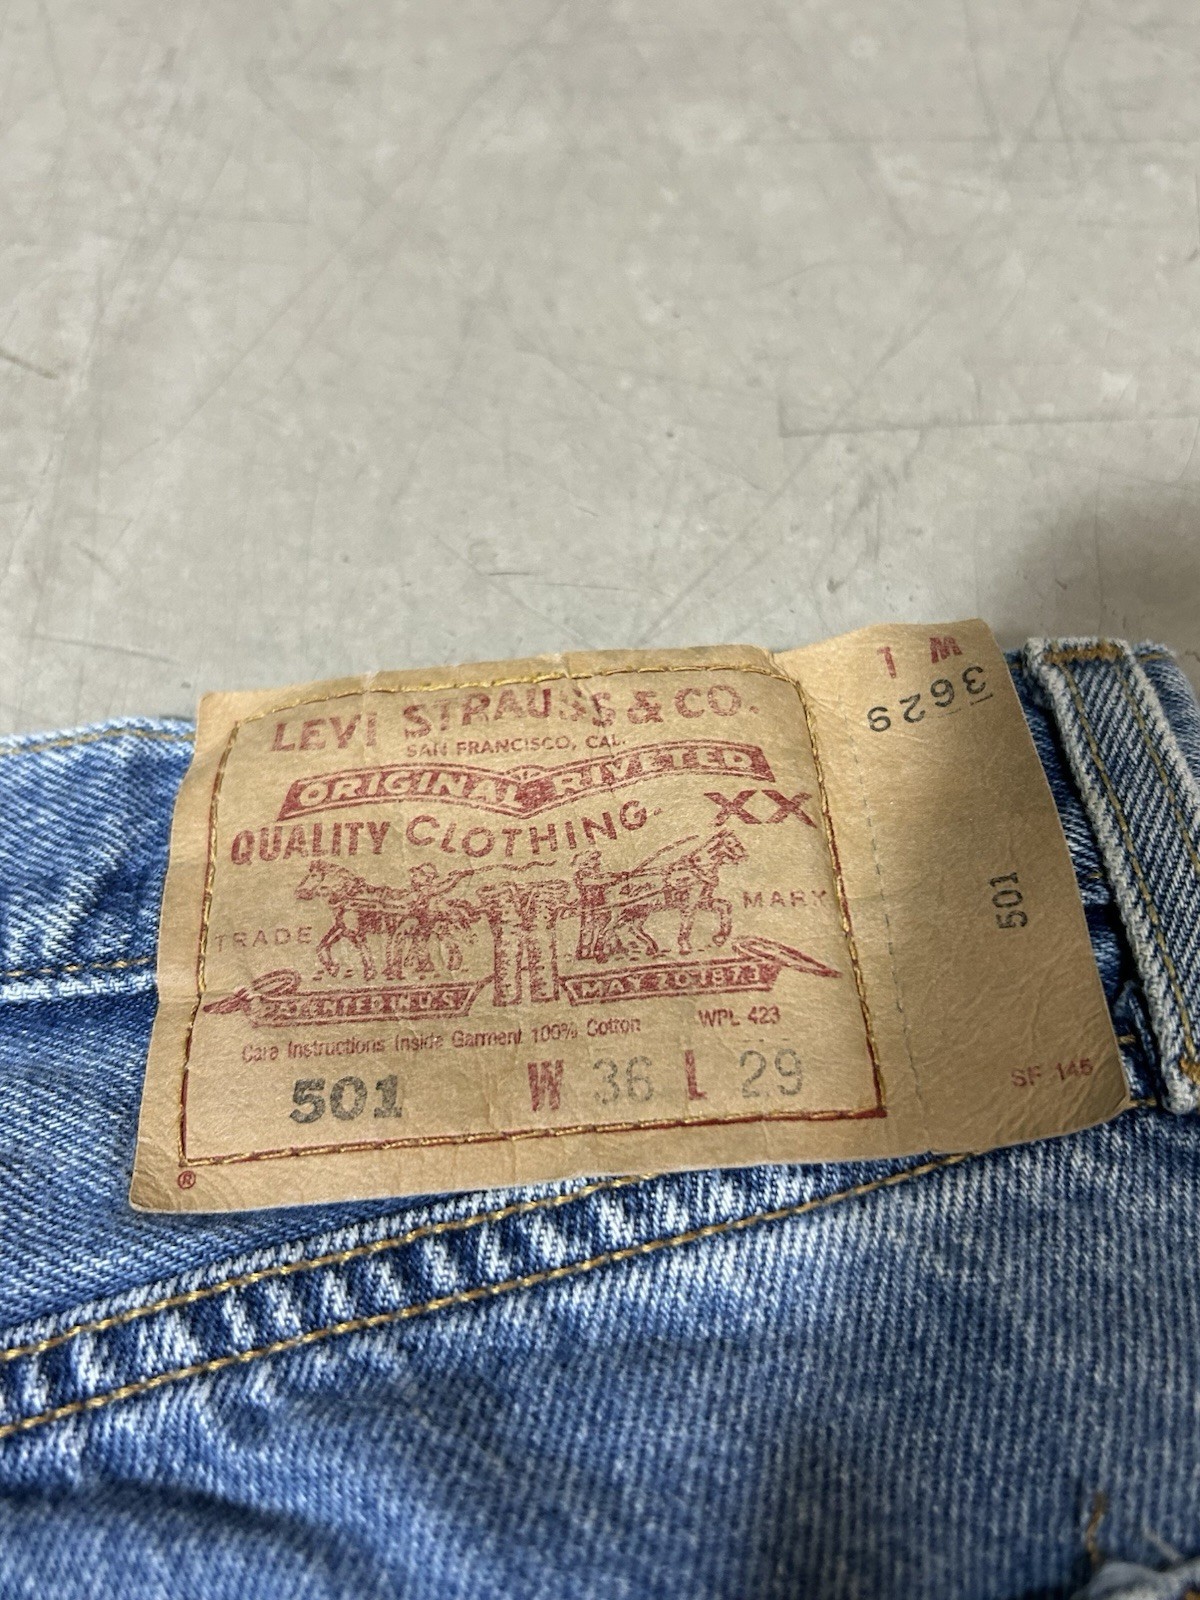 LEVI STRAUSS & CO.
SAN FRANCISCO, CAL.
ORIGINAL RIVETED
QUALITY CLOTHING XX
TRADE MARK
PATENTED IN U.S. MAY 20 1873
Care Instructions Inside Garment 100% Cotton WPL 423
501 W 36 L 29
®
W L
3629
501
SF 145